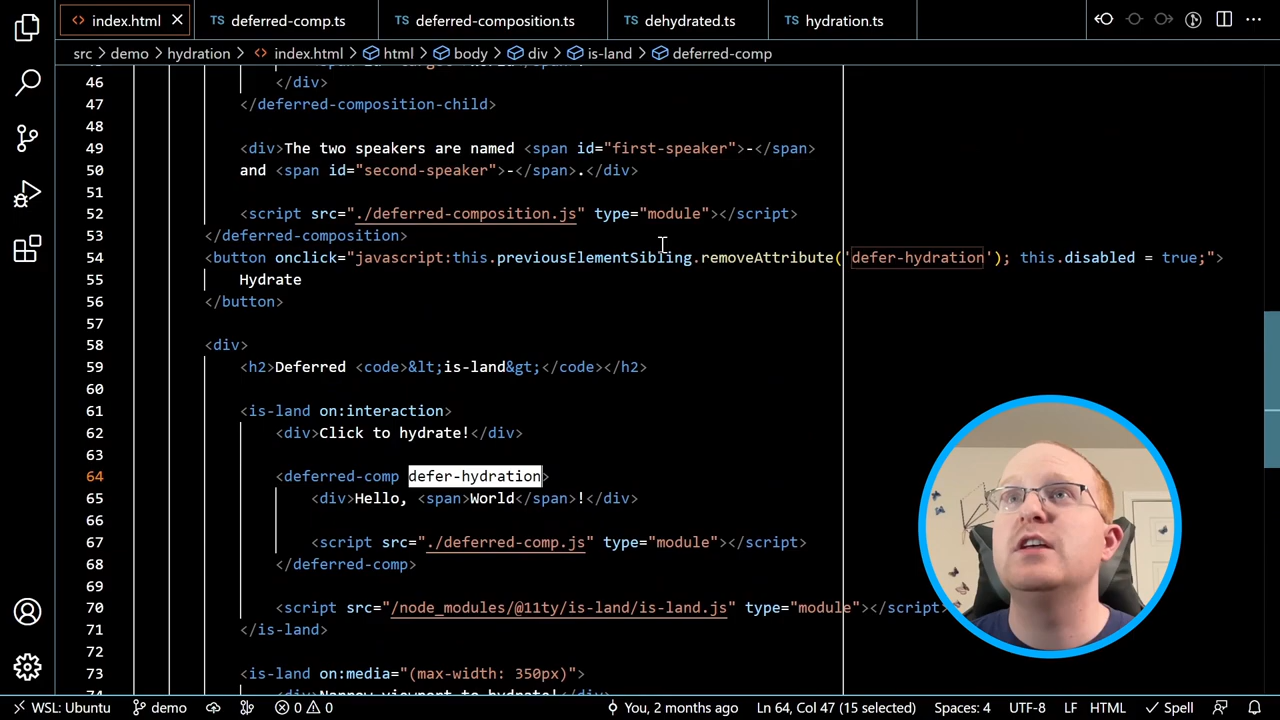 index.html
deferred-comp.ts
deferred-composition.ts
dehydrated.ts
hydration.ts
src > demo > hydration > index.html > html > body > div > is-land > deferred-comp
46 </div>
47 </deferred-composition-child>
48
49 <div>The two speakers are named <span id="first-speaker">-</span>
50 and <span id="second-speaker">-</span>.</div>
51
52 <script src="./deferred-composition.js" type="module"></script>
53 </deferred-composition>
54 <button onclick="javascript:this.previousElementSibling.removeAttribute('defer-hydration'); this.disabled = true;">
55 Hydrate
56 </button>
57
58 <div>
59 <h2>Deferred <code>&lt;is-land&gt;</code></h2>
60
61 <is-land on:interaction>
62 <div>Click to hydrate!</div>
63
64 <deferred-comp defer-hydration>
65 <div>Hello, <span>World</span>!</div>
66
67 <script src="./deferred-comp.js" type="module"></script>
68 </deferred-comp>
69
70 <script src="/node_modules/@11ty/is-land/is-land.js" type="module"></script>
71 </is-land>
72
73 <is-land on:media="(max-width: 350px)">
<div>Narrow viewport to hydrate!</div>
WSL: Ubuntu demo 0 0 You, 2 months ago Ln 64, Col 47 (15 selected) Spaces: 4 UTF-8 LF HTML Spell